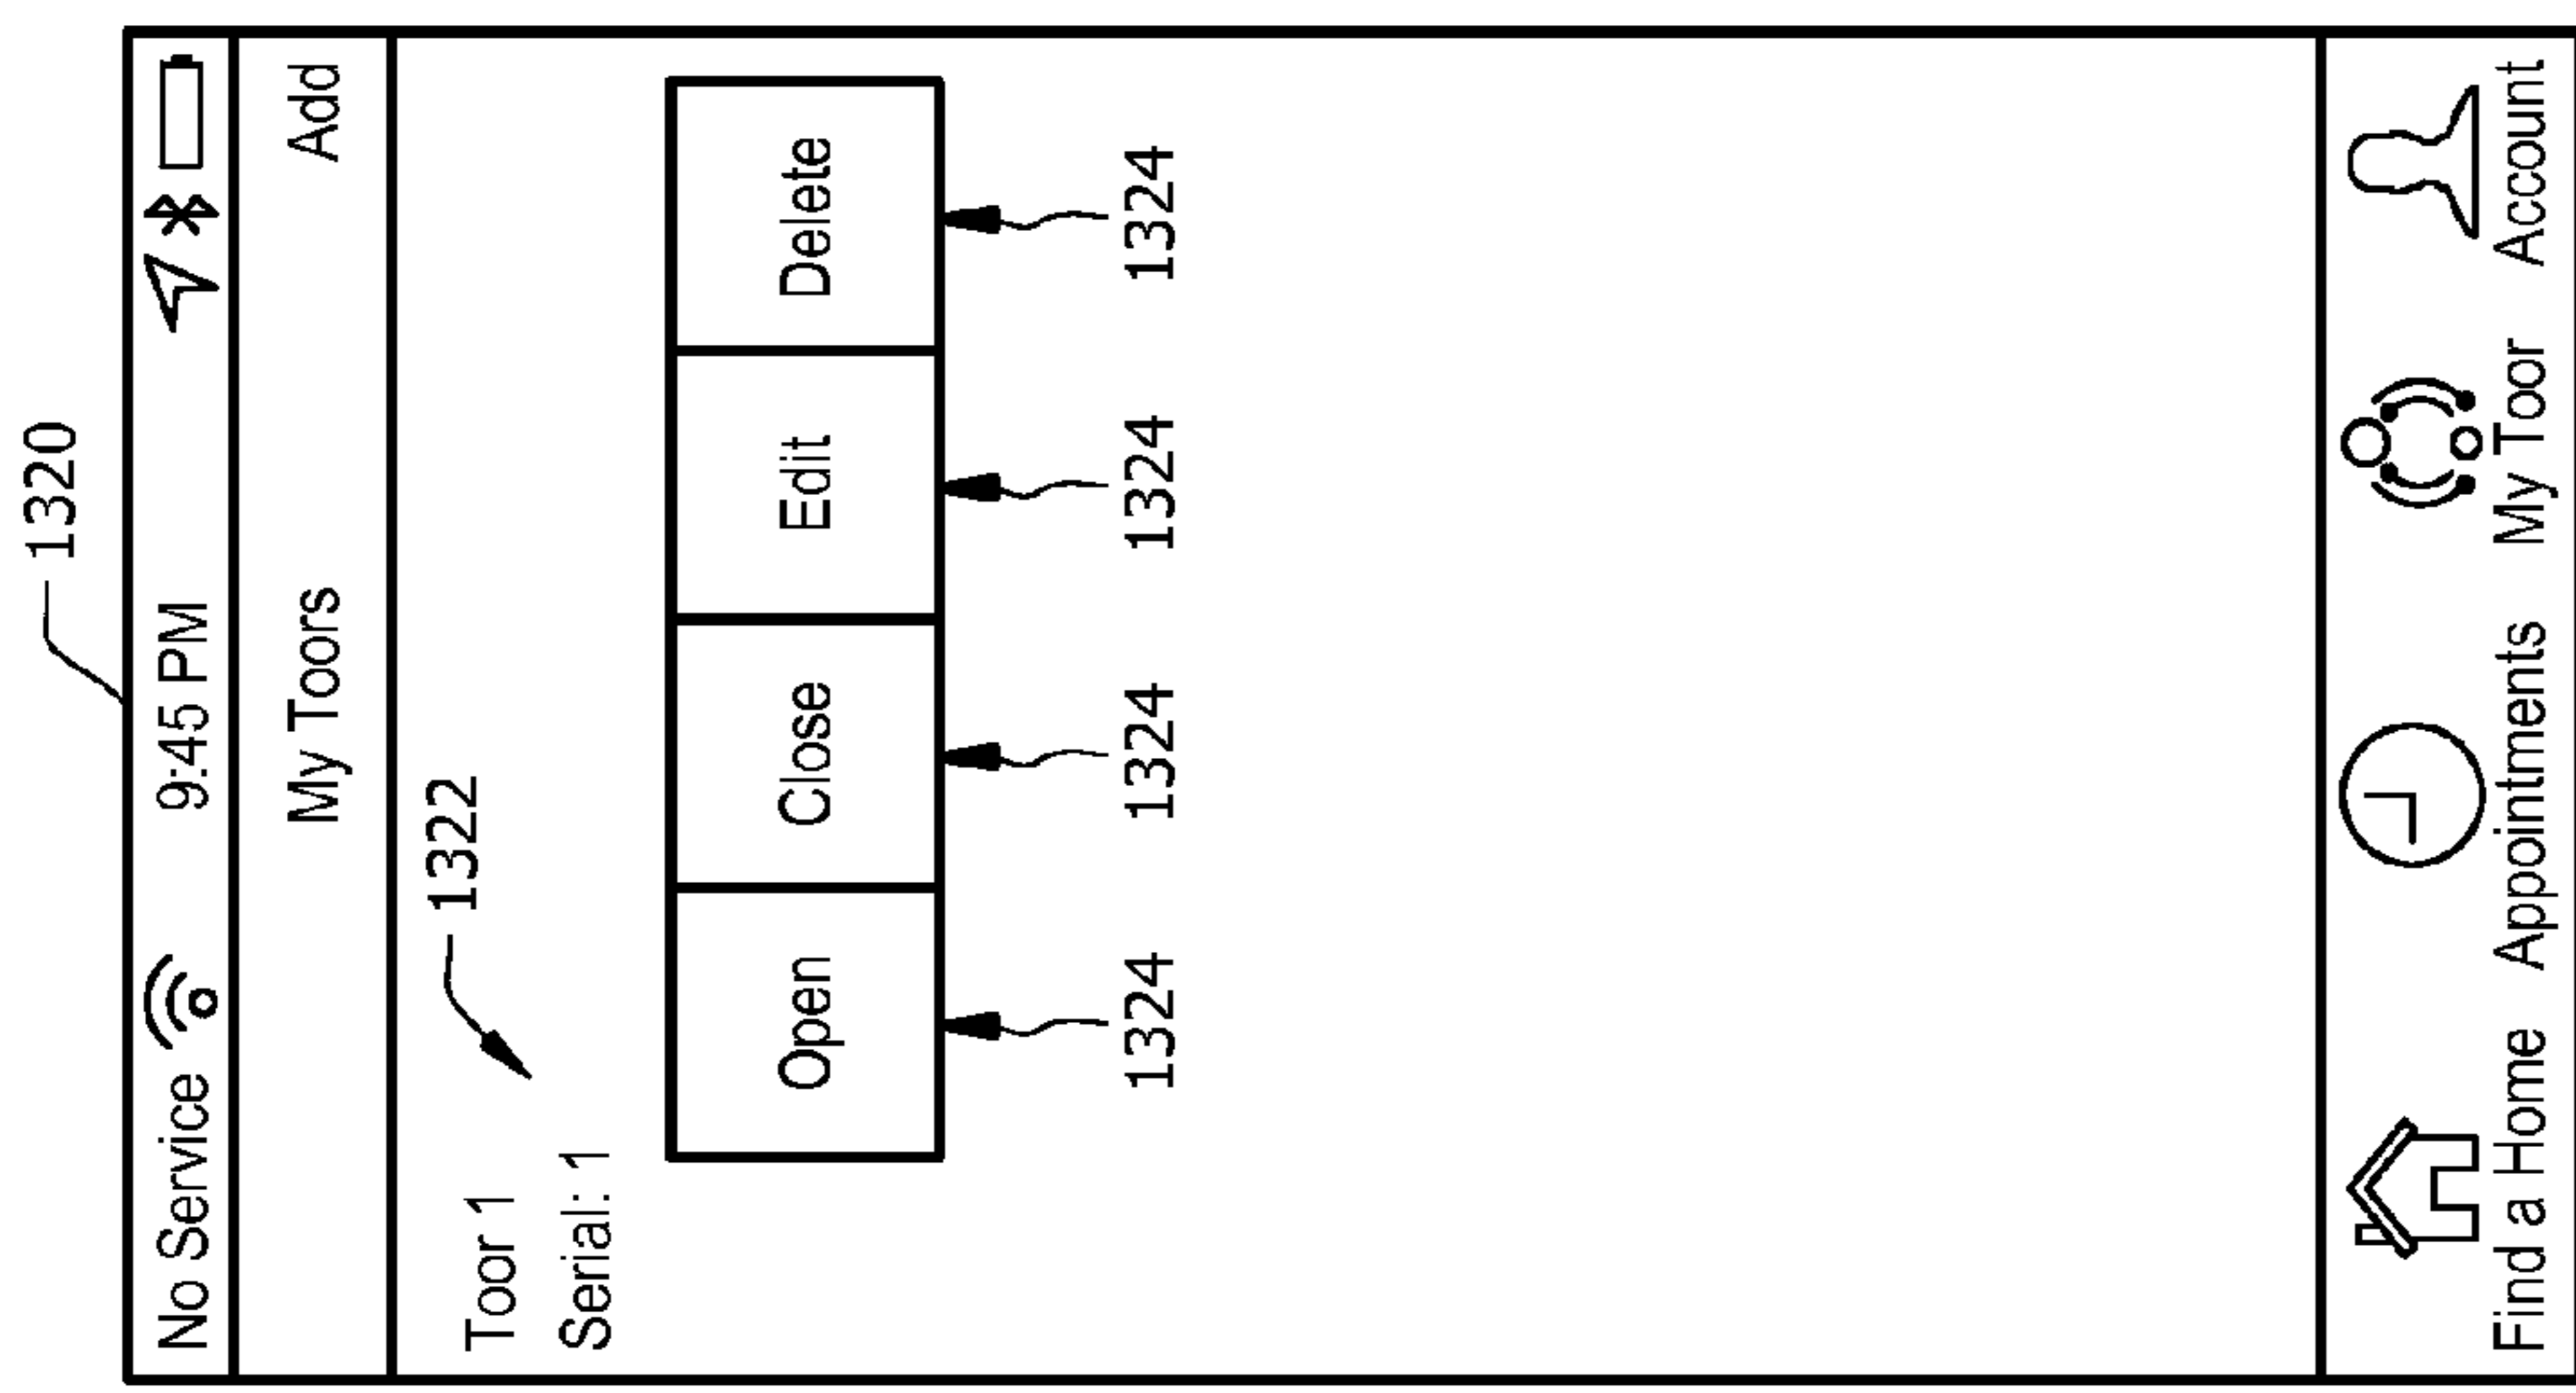 1320
No Service 9:45 PM
My Toors Add
1322
Toor 1
Serial: 1
Open Close Edit Delete
1324 1324 1324 1324
Find a Home Appointments My Toor Account